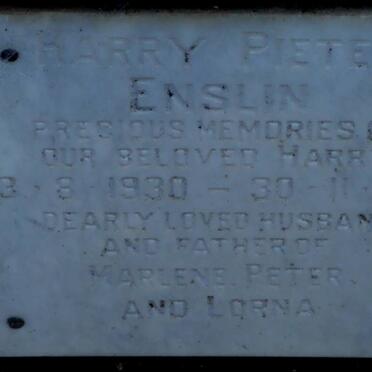 HARRY PIETE
ENSLIN
PRECIOUS MEMORIES
OUR BELOVED HARR
3 · 8 · 1930 – 30 · 11
DEARLY LOVED HUSBAN
AND FATHER OF
MARLENE, PETER
AND LORNA